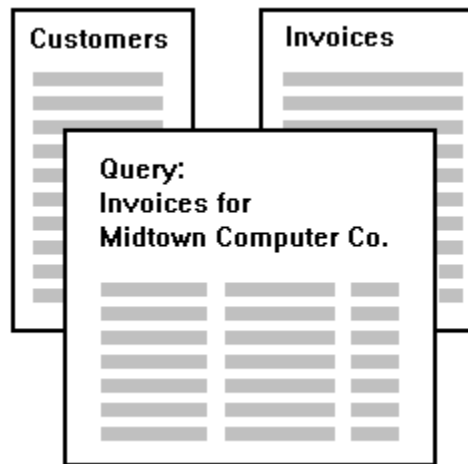 Customers
Invoices
Query:
Invoices for
Midtown Computer Co.